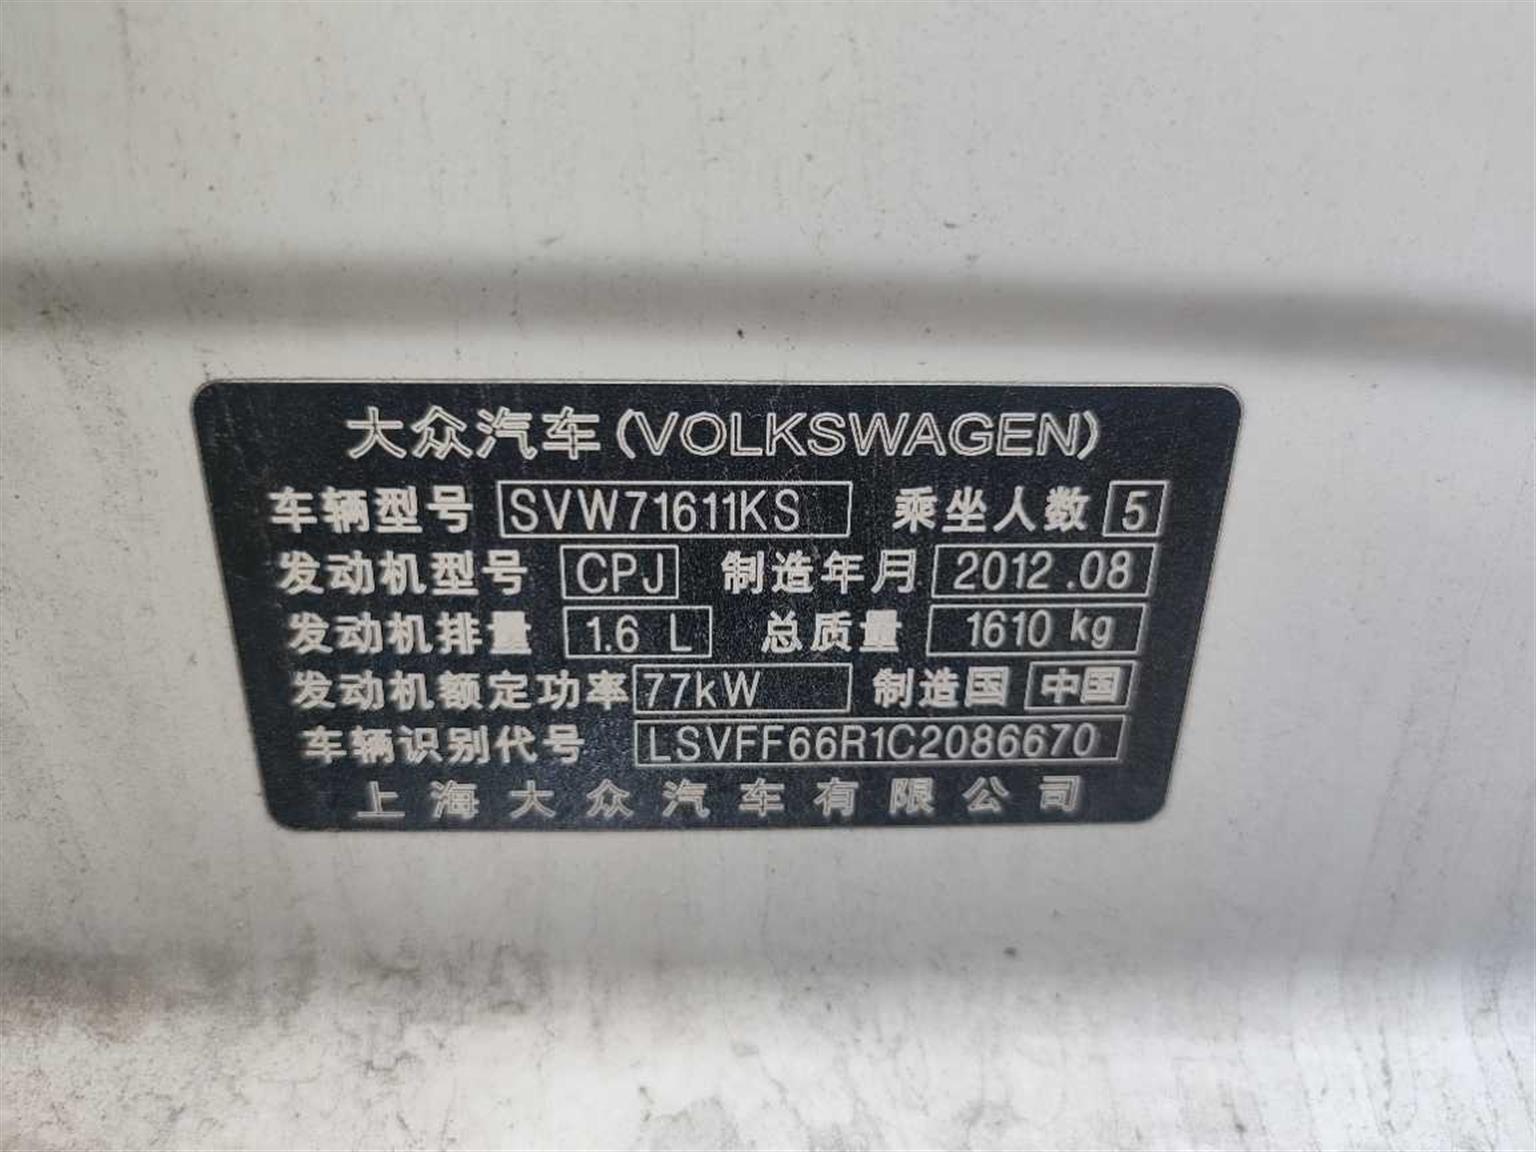 大众汽车(VOLKSWAGEN)
车辆型号 SVW71611KS 乘坐人数 5
发动机型号 CPJ 制造年月 2012.08
发动机排量 1.6 L 总质量 1610 kg
发动机额定功率 77kW 制造国 中国
车辆识别代号 LSVFF66R1C2086670
上海大众汽车有限公司